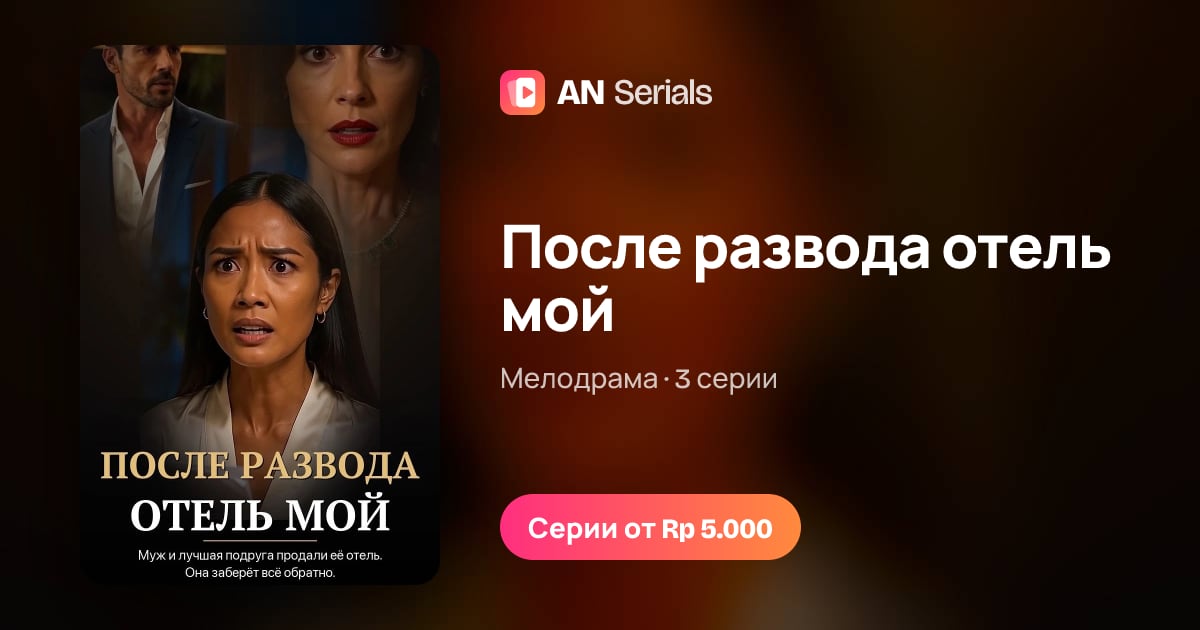 AN Serials
После развода отель
мой
Мелодрама · 3 серии
Серии от Rp 5.000
ПОСЛЕ РАЗВОДА
ОТЕЛЬ МОЙ
Муж и лучшая подруга продали её отель.
Она заберёт всё обратно.